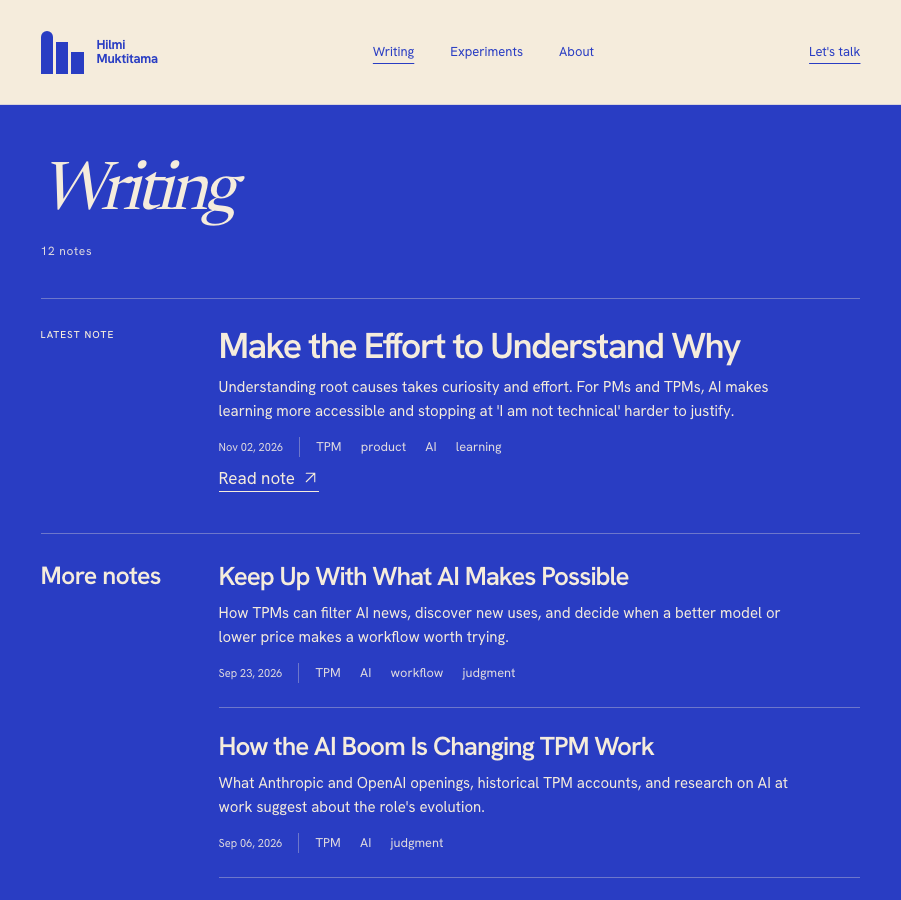 Hilmi
Muktitama
Writing
Experiments
About
Let's talk
Writing
12 notes
LATEST NOTE
Make the Effort to Understand Why
Understanding root causes takes curiosity and effort. For PMs and TPMs, AI makes
learning more accessible and stopping at 'I am not technical' harder to justify.
Nov 02, 2026 TPM product AI learning
Read note
More notes
Keep Up With What AI Makes Possible
How TPMs can filter AI news, discover new uses, and decide when a better model or
lower price makes a workflow worth trying.
Sep 23, 2026 TPM AI workflow judgment
How the AI Boom Is Changing TPM Work
What Anthropic and OpenAI openings, historical TPM accounts, and research on AI at
work suggest about the role's evolution.
Sep 06, 2026 TPM AI judgment